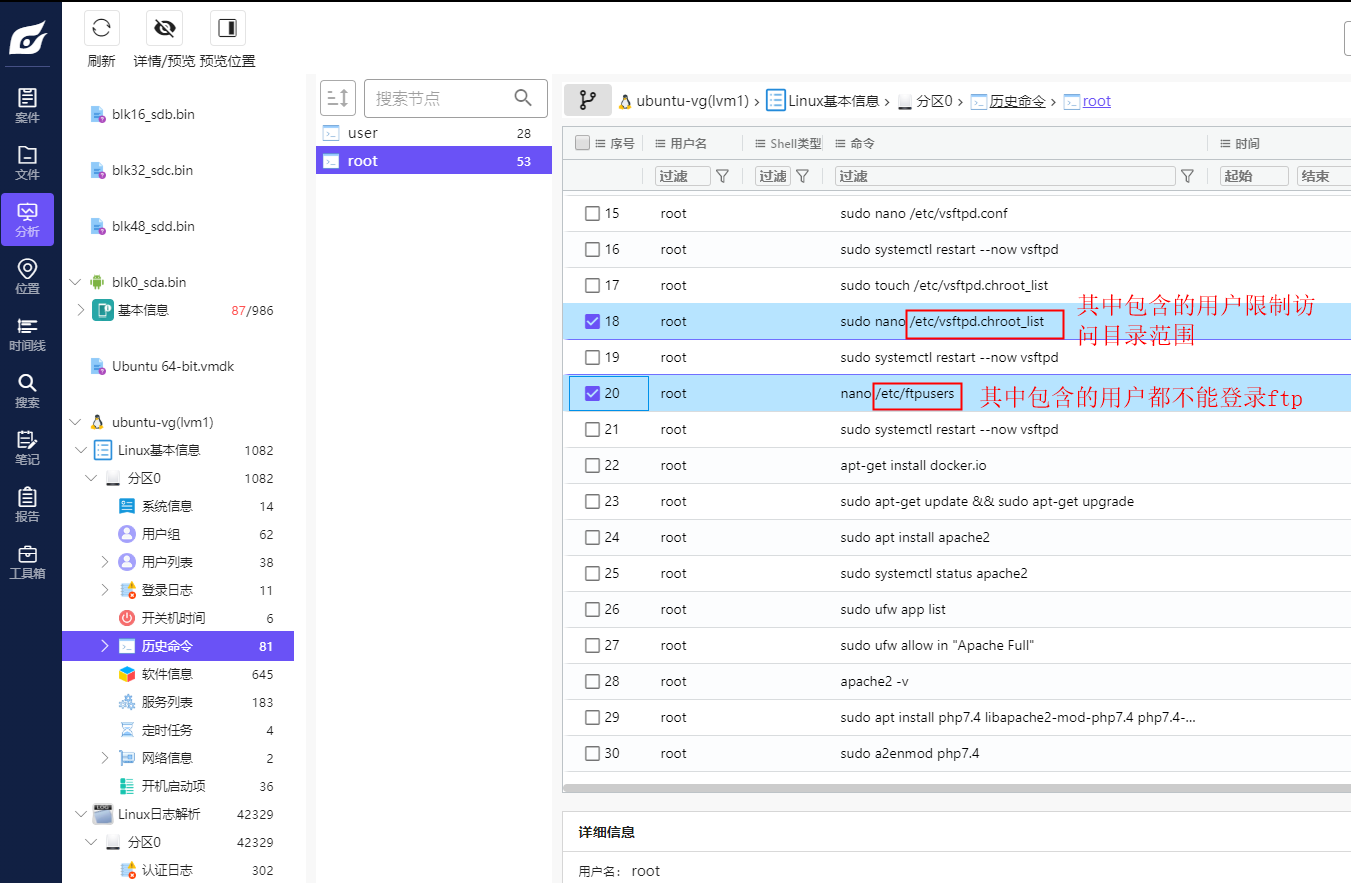 刷新
详情/预览
预览位置
案件
文件
分析
位置
时间线
搜索
笔记
报告
工具箱
blk16_sdb.bin
blk32_sdc.bin
blk48_sdd.bin
blk0_sda.bin
基本信息 87/986
Ubuntu 64-bit.vmdk
ubuntu-vg(lvm1)
Linux基本信息 1082
分区0 1082
系统信息 14
用户组 62
用户列表 38
登录日志 11
开关机时间 6
历史命令 81
软件信息 645
服务列表 183
定时任务 4
网络信息 2
开机启动项 36
Linux日志解析 42329
分区0 42329
认证日志 302
搜索节点
user 28
root 53
ubuntu-vg(lvm1) › Linux基本信息 › 分区0 › 历史命令 › root
序号 用户名 Shell类型 命令 时间
过滤 过滤 过滤 起始 结束
15 root sudo nano /etc/vsftpd.conf
16 root sudo systemctl restart --now vsftpd
17 root sudo touch /etc/vsftpd.chroot_list
18 root sudo nano /etc/vsftpd.chroot_list
其中包含的用户限制访
问目录范围
19 root sudo systemctl restart --now vsftpd
20 root nano /etc/ftpusers
其中包含的用户都不能登录ftp
21 root sudo systemctl restart --now vsftpd
22 root apt-get install docker.io
23 root sudo apt-get update && sudo apt-get upgrade
24 root sudo apt install apache2
25 root sudo systemctl status apache2
26 root sudo ufw app list
27 root sudo ufw allow in "Apache Full"
28 root apache2 -v
29 root sudo apt install php7.4 libapache2-mod-php7.4 php7.4-...
30 root sudo a2enmod php7.4
详细信息
用户名: root